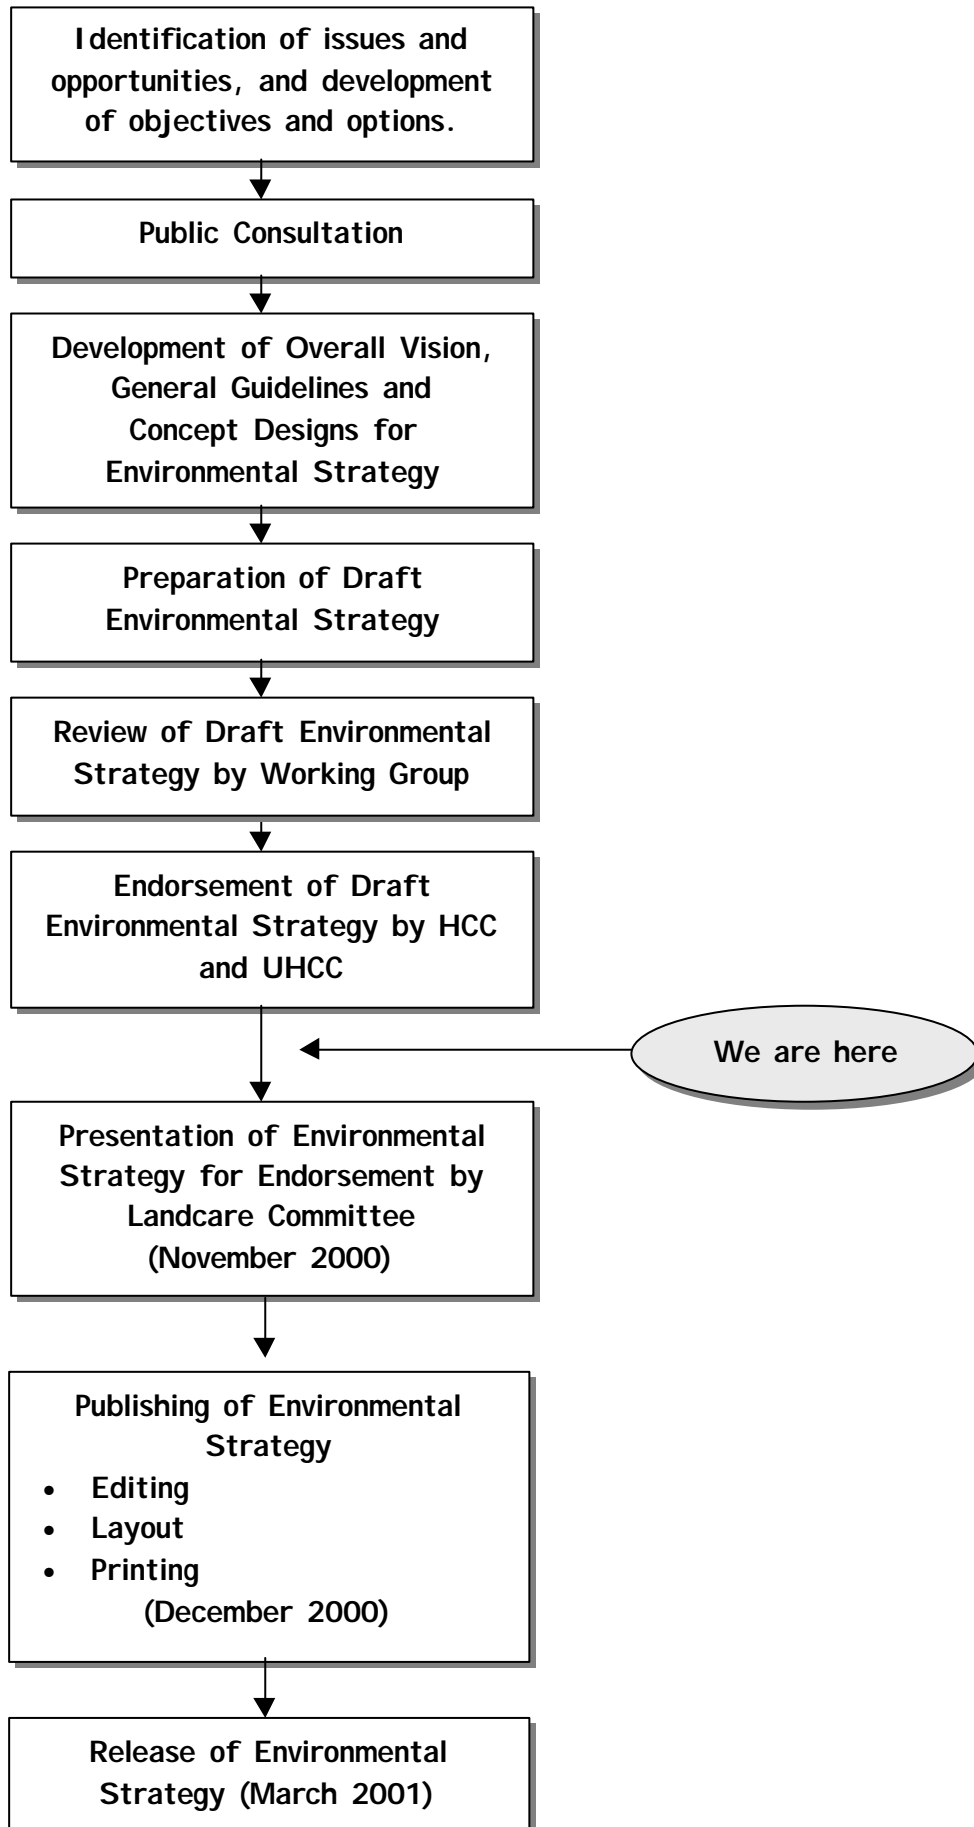 Identification of issues and
opportunities, and development
of objectives and options.
Public Consultation
Development of Overall Vision,
General Guidelines and
Concept Designs for
Environmental Strategy
Preparation of Draft
Environmental Strategy
Review of Draft Environmental
Strategy by Working Group
Endorsement of Draft
Environmental Strategy by HCC
and UHCC
We are here
Presentation of Environmental
Strategy for Endorsement by
Landcare Committee
(November 2000)
Publishing of Environmental
Strategy
• Editing
• Layout
• Printing
(December 2000)
Release of Environmental
Strategy (March 2001)